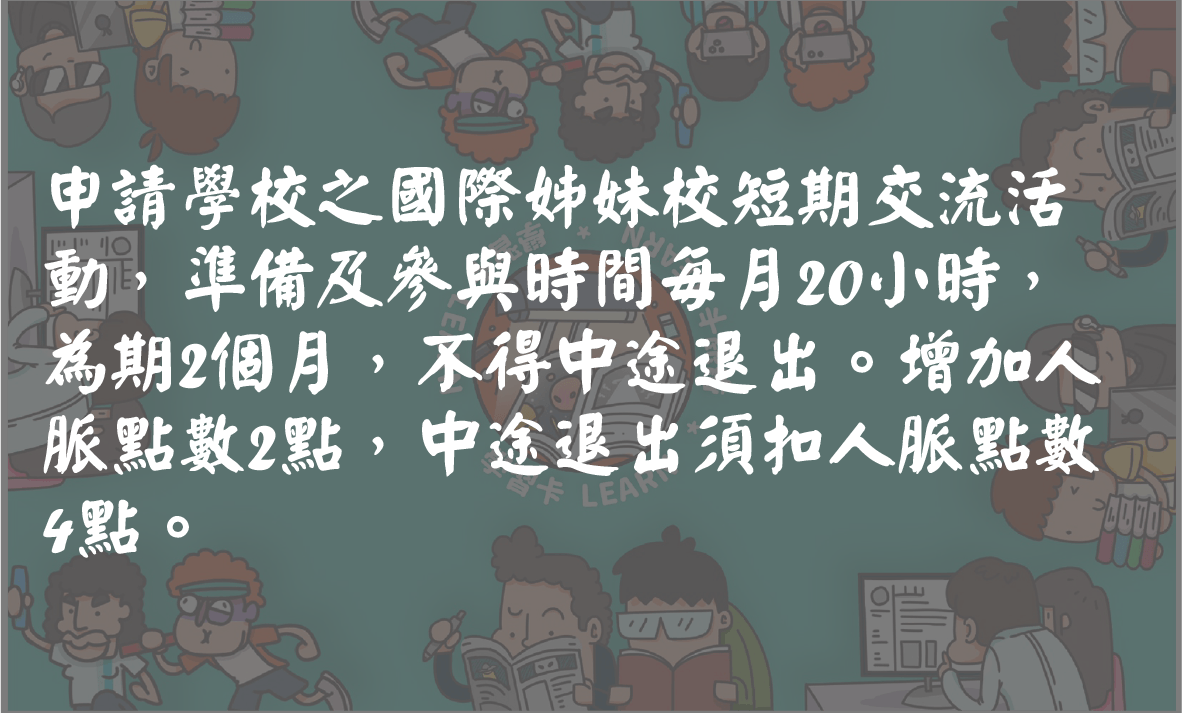 申請學校之國際姊妹校短期交流活
動，準備及參與時間每月20小時，
為期2個月，不得中途退出。增加人
脈點數2點，中途退出須扣人脈點數
4點。